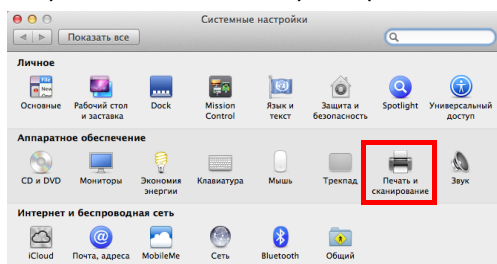 Системные настройки
Показать все
Личное
Основные
Рабочий стол
и заставка
Dock
Mission
Control
Язык и
текст
Защита и
безопасность
Spotlight
Универсальный
доступ
Аппаратное обеспечение
CD и DVD
Мониторы
Экономия
энергии
Клавиатура
Мышь
Трекпад
Печать и
сканирование
Звук
Интернет и беспроводная сеть
iCloud
Почта, адреса
MobileMe
Сеть
Bluetooth
Общий